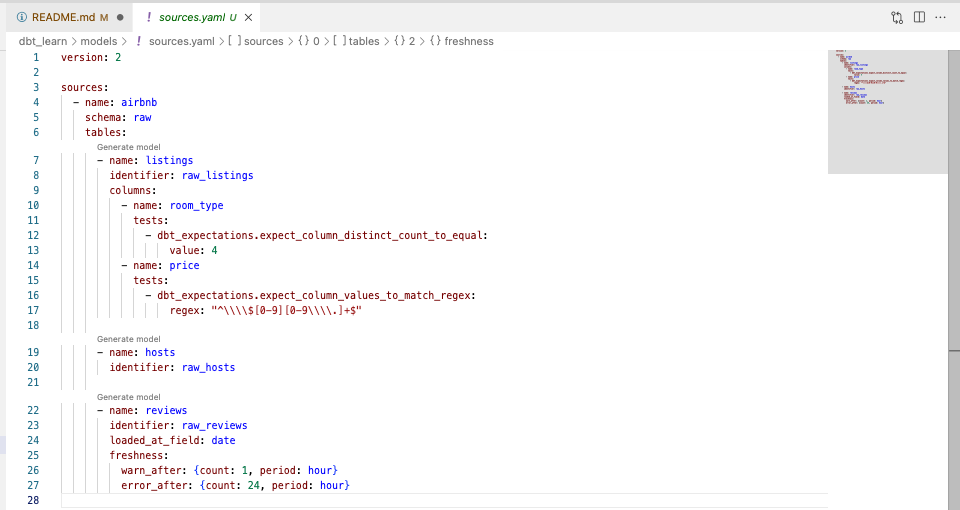 README.md M
! sources.yaml U
dbt_learn > models > ! sources.yaml > [ ] sources > { } 0 > [ ] tables > { } 2 > { } freshness
1 version: 2
2
3 sources:
4 - name: airbnb
5 schema: raw
6 tables:
Generate model
7 - name: listings
8 identifier: raw_listings
9 columns:
10 - name: room_type
11 tests:
12 - dbt_expectations.expect_column_distinct_count_to_equal:
13 value: 4
14 - name: price
15 tests:
16 - dbt_expectations.expect_column_values_to_match_regex:
17 regex: "^\\\\$[0-9][0-9\\\\.]+$"
18
Generate model
19 - name: hosts
20 identifier: raw_hosts
21
Generate model
22 - name: reviews
23 identifier: raw_reviews
24 loaded_at_field: date
25 freshness:
26 warn_after: {count: 1, period: hour}
27 error_after: {count: 24, period: hour}
28